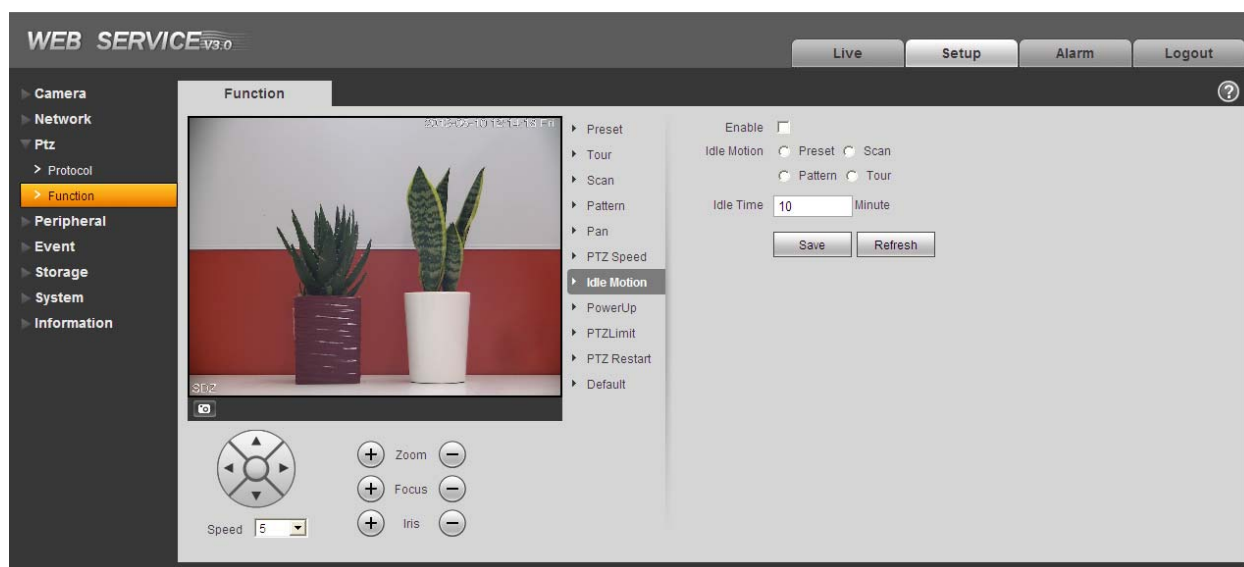 WEB SERVICE V3.0
Live Setup Alarm Logout
Function
Camera
Network
Ptz
> Protocol
> Function
Peripheral
Event
Storage
System
Information
SDZ
Preset
Tour
Scan
Pattern
Pan
PTZ Speed
Idle Motion
PowerUp
PTZLimit
PTZ Restart
Default
Enable
Idle Motion Preset Scan
Pattern Tour
Idle Time 10 Minute
Save Refresh
+ Zoom −
+ Focus −
+ Iris −
Speed 5